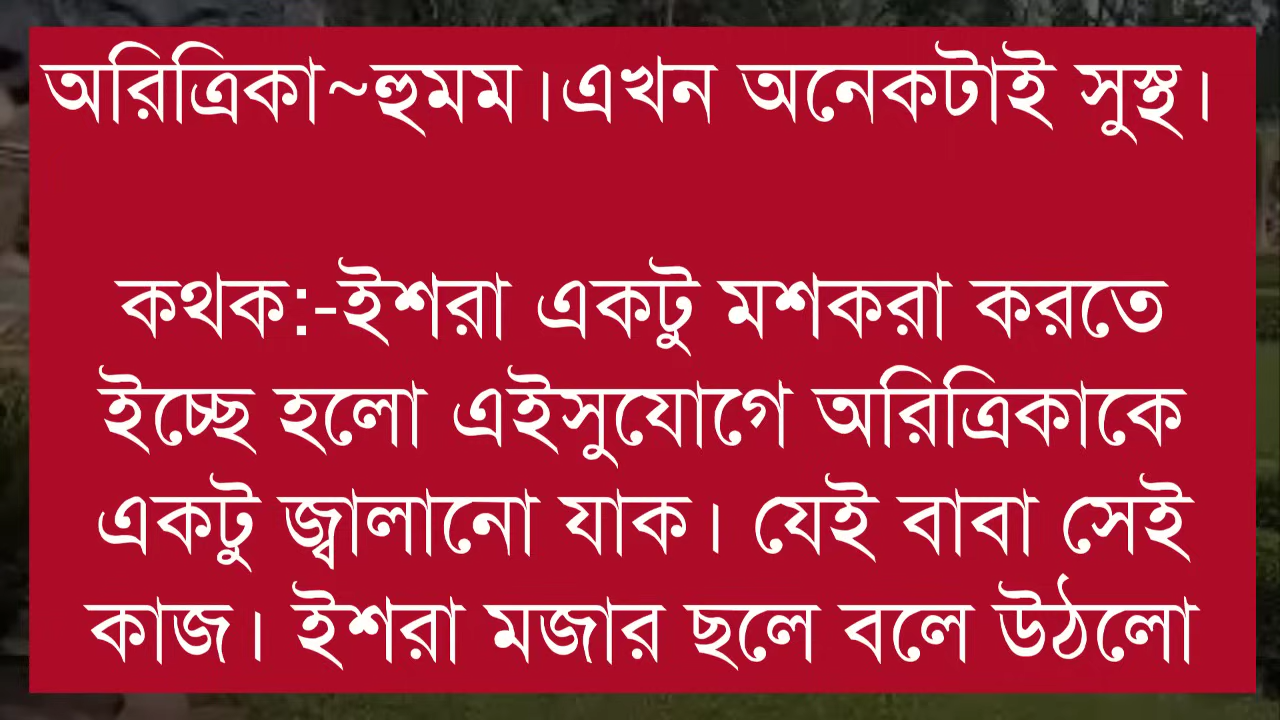 অরিত্রিকা~হুমম।এখন অনেকটাই সুস্থ।
কথক:-ইশরা একটু মশকরা করতে
ইচ্ছে হলো এইসুযোগে অরিত্রিকাকে
একটু জ্বালানো যাক। যেই বাবা সেই
কাজ। ইশরা মজার ছলে বলে উঠলো